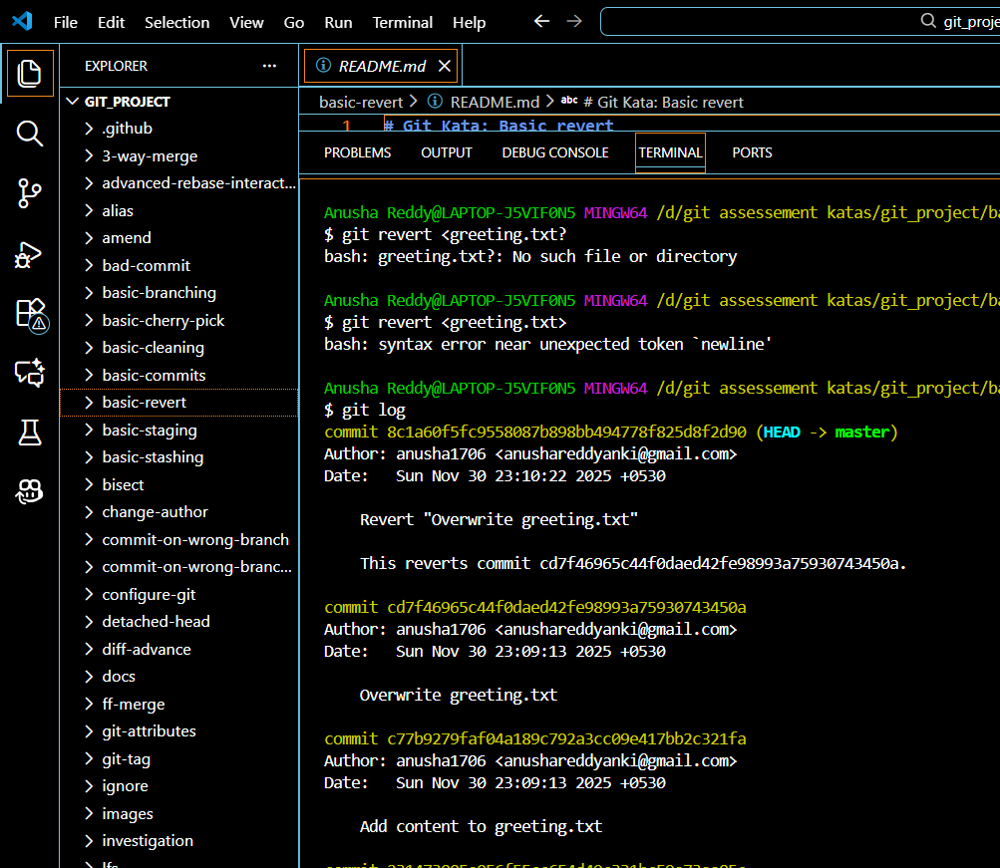 File Edit Selection View Go Run Terminal Help
git_proje
EXPLORER
README.md
GIT_PROJECT
.github
3-way-merge
advanced-rebase-interact...
alias
amend
bad-commit
basic-branching
basic-cherry-pick
basic-cleaning
basic-commits
basic-revert
basic-staging
basic-stashing
bisect
change-author
commit-on-wrong-branch
commit-on-wrong-branc...
configure-git
detached-head
diff-advance
docs
ff-merge
git-attributes
git-tag
ignore
images
investigation
lfs
basic-revert > README.md > abc # Git Kata: Basic revert
1 # Git Kata: Basic revert
PROBLEMS OUTPUT DEBUG CONSOLE TERMINAL PORTS
Anusha Reddy@LAPTOP-J5VIF0N5 MINGW64 /d/git assessement katas/git_project/ba
$ git revert <greeting.txt?
bash: greeting.txt?: No such file or directory
Anusha Reddy@LAPTOP-J5VIF0N5 MINGW64 /d/git assessement katas/git_project/ba
$ git revert <greeting.txt>
bash: syntax error near unexpected token `newline'
Anusha Reddy@LAPTOP-J5VIF0N5 MINGW64 /d/git assessement katas/git_project/ba
$ git log
commit 8c1a60f5fc9558087b898bb494778f825d8f2d90 (HEAD -> master)
Author: anusha1706 <anushareddyanki@gmail.com>
Date:   Sun Nov 30 23:10:22 2025 +0530
Revert "Overwrite greeting.txt"
This reverts commit cd7f46965c44f0daed42fe98993a75930743450a.
commit cd7f46965c44f0daed42fe98993a75930743450a
Author: anusha1706 <anushareddyanki@gmail.com>
Date:   Sun Nov 30 23:09:13 2025 +0530
Overwrite greeting.txt
commit c77b9279faf04a189c792a3cc09e417bb2c321fa
Author: anusha1706 <anushareddyanki@gmail.com>
Date:   Sun Nov 30 23:09:13 2025 +0530
Add content to greeting.txt
commit